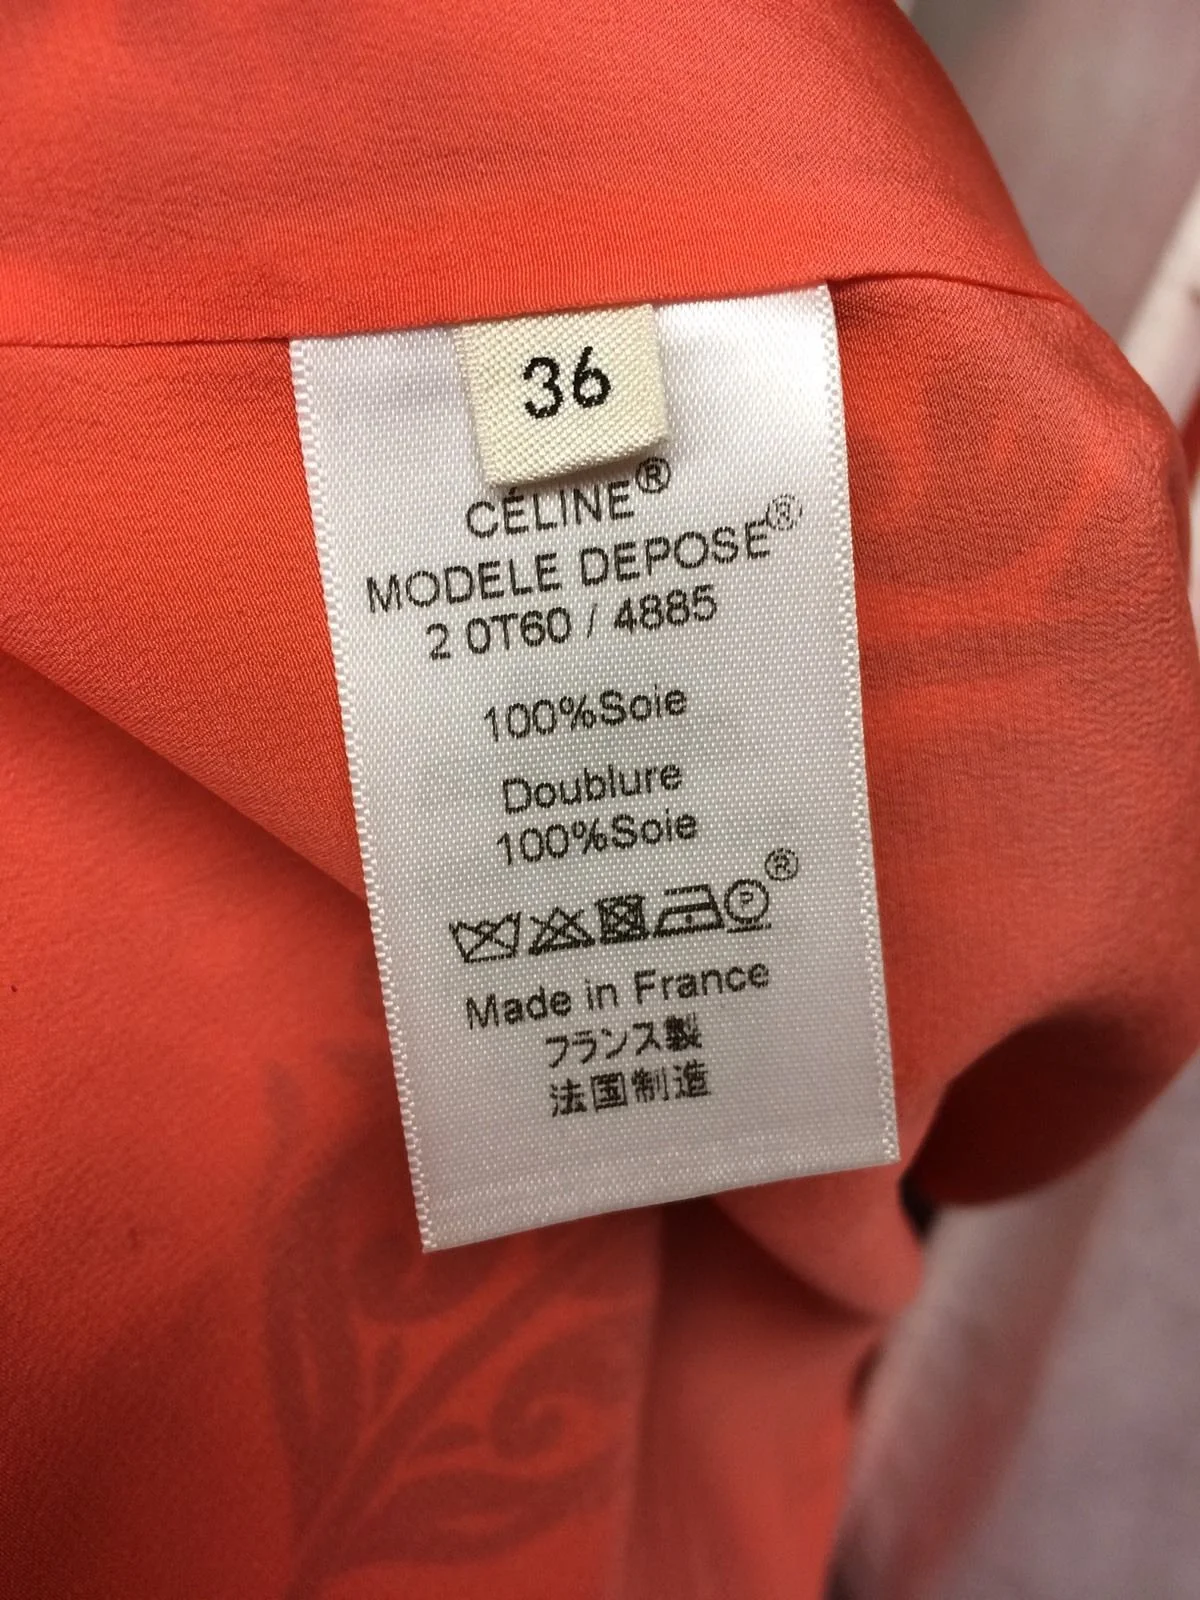 36
CÉLINE®
MODELE DEPOSE®
2 0T60 / 4885
100%Soie
Doublure
100%Soie
P ®
Made in France
フランス製
法国制造